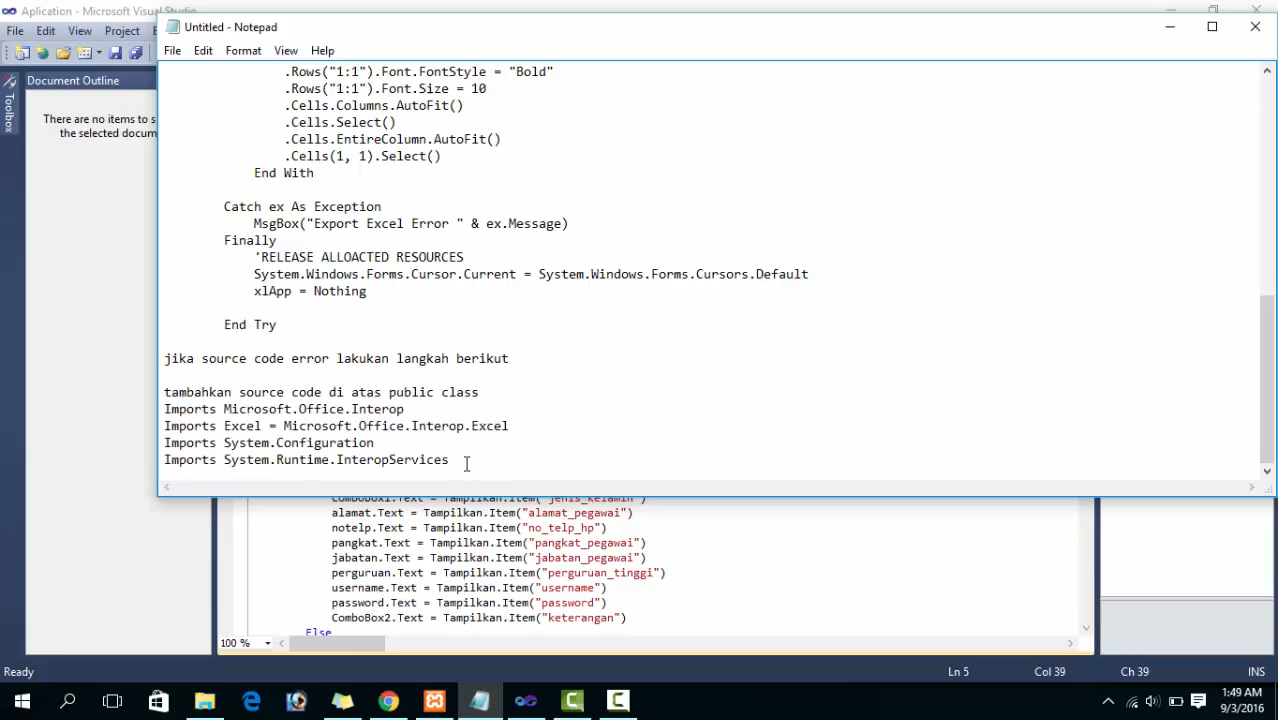 Aplication - Microsoft Visual Studio
File Edit View Project
Document Outline
Toolbox
There are no items to s
the selected docum
Untitled - Notepad
File Edit Format View Help
.Rows("1:1").Font.FontStyle = "Bold"
.Rows("1:1").Font.Size = 10
.Cells.Columns.AutoFit()
.Cells.Select()
.Cells.EntireColumn.AutoFit()
.Cells(1, 1).Select()
End With
Catch ex As Exception
MsgBox("Export Excel Error " & ex.Message)
Finally
'RELEASE ALLOACTED RESOURCES
System.Windows.Forms.Cursor.Current = System.Windows.Forms.Cursors.Default
xlApp = Nothing
End Try
jika source code error lakukan langkah berikut
tambahkan source code di atas public class
Imports Microsoft.Office.Interop
Imports Excel = Microsoft.Office.Interop.Excel
Imports System.Configuration
Imports System.Runtime.InteropServices
ComboBox1.Text = Tampilkan.Item("jenis_kelamin")
alamat.Text = Tampilkan.Item("alamat_pegawai")
notelp.Text = Tampilkan.Item("no_telp_hp")
pangkat.Text = Tampilkan.Item("pangkat_pegawai")
jabatan.Text = Tampilkan.Item("jabatan_pegawai")
perguruan.Text = Tampilkan.Item("perguruan_tinggi")
username.Text = Tampilkan.Item("username")
password.Text = Tampilkan.Item("password")
ComboBox2.Text = Tampilkan.Item("keterangan")
Else
100 %
Ready Ln 5 Col 39 Ch 39 INS
1:49 AM
9/3/2016